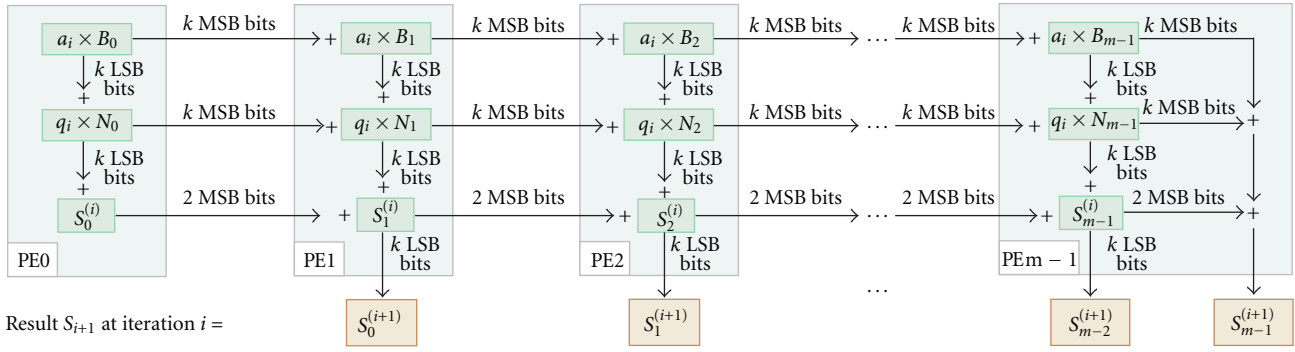 a_i × B_0 k MSB bits + a_i × B_1 k MSB bits + a_i × B_2 k MSB bits ... k MSB bits + a_i × B_{m−1} k MSB bits
k LSB bits k LSB bits k LSB bits k LSB bits
+ + + +
q_i × N_0 k MSB bits + q_i × N_1 k MSB bits + q_i × N_2 k MSB bits ... k MSB bits + q_i × N_{m−1} k MSB bits +
k LSB bits k LSB bits k LSB bits k LSB bits
+ + + +
S_0^{(i)} 2 MSB bits + S_1^{(i)} 2 MSB bits + S_2^{(i)} 2 MSB bits ... 2 MSB bits + S_{m−1}^{(i)} 2 MSB bits +
PE0 PE1 k LSB bits PE2 k LSB bits PEm − 1 k LSB bits
...
Result S_{i+1} at iteration i = S_0^{(i+1)} S_1^{(i+1)} S_{m−2}^{(i+1)} S_{m−1}^{(i+1)}